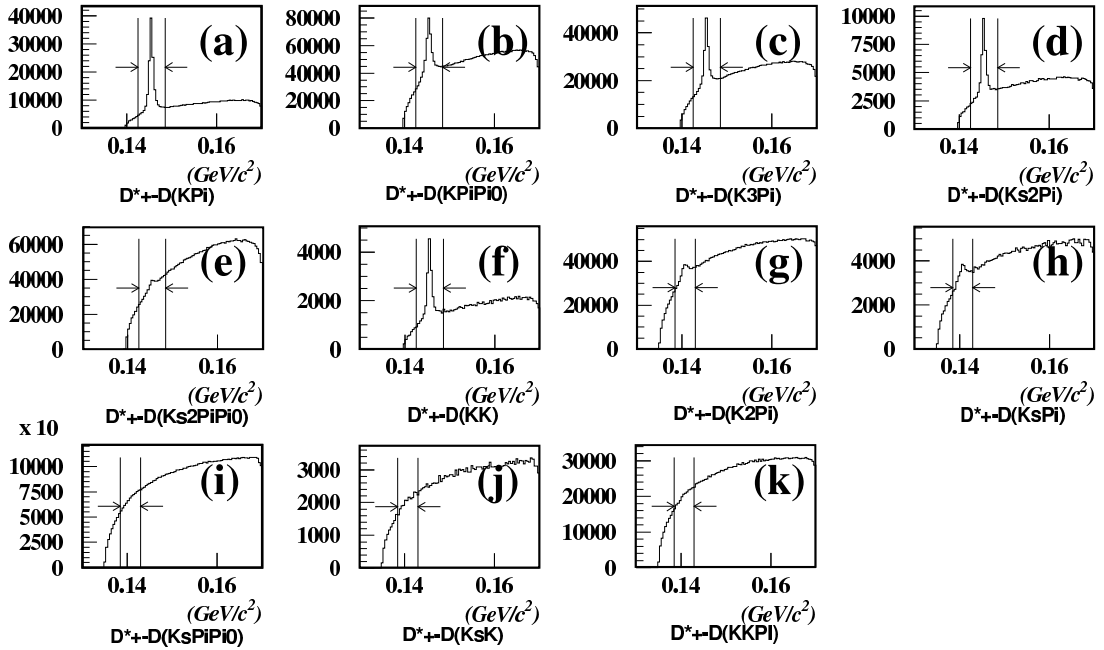 40000
30000
20000
10000
0
(a)
0.14 0.16
(GeV/c2)
D*+-D(KPi)
80000
60000
40000
20000
0
(b)
0.14 0.16
(GeV/c2)
D*+-D(KPiPi0)
40000
20000
0
(c)
0.14 0.16
(GeV/c2)
D*+-D(K3Pi)
10000
7500
5000
2500
0
(d)
0.14 0.16
(GeV/c2)
D*+-D(Ks2Pi)
60000
40000
20000
0
(e)
0.14 0.16
(GeV/c2)
D*+-D(Ks2PiPi0)
4000
2000
0
(f)
0.14 0.16
(GeV/c2)
D*+-D(KK)
40000
20000
0
(g)
0.14 0.16
(GeV/c2)
D*+-D(K2Pi)
4000
2000
0
(h)
0.14 0.16
(GeV/c2)
D*+-D(KsPi)
x 10
10000
7500
5000
2500
0
(i)
0.14 0.16
(GeV/c2)
D*+-D(KsPiPi0)
3000
2000
1000
0
(j)
0.14 0.16
(GeV/c2)
D*+-D(KsK)
30000
20000
10000
0
(k)
0.14 0.16
(GeV/c2)
D*+-D(KKPI)